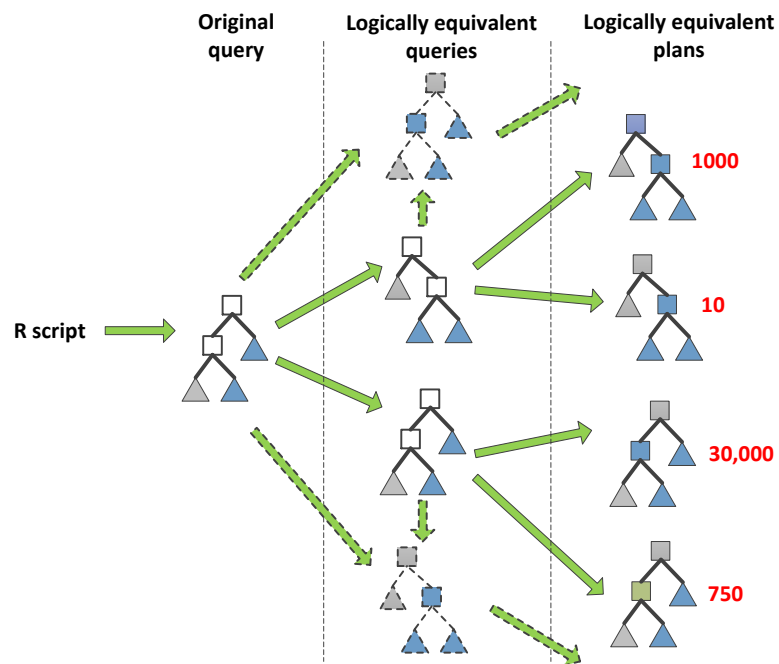 Original
query
Logically equivalent
queries
Logically equivalent
plans
1000
10
R script
30,000
750